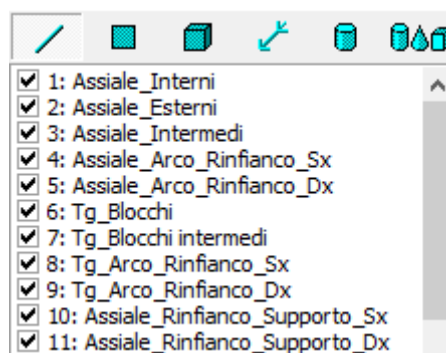 1: Assiale_Interni
2: Assiale_Esterni
3: Assiale_Intermedi
4: Assiale_Arco_Rinfianco_Sx
5: Assiale_Arco_Rinfianco_Dx
6: Tg_Blocchi
7: Tg_Blocchi intermedi
8: Tg_Arco_Rinfianco_Sx
9: Tg_Arco_Rinfianco_Dx
10: Assiale_Rinfianco_Supporto_Sx
11: Assiale_Rinfianco_Supporto_Dx